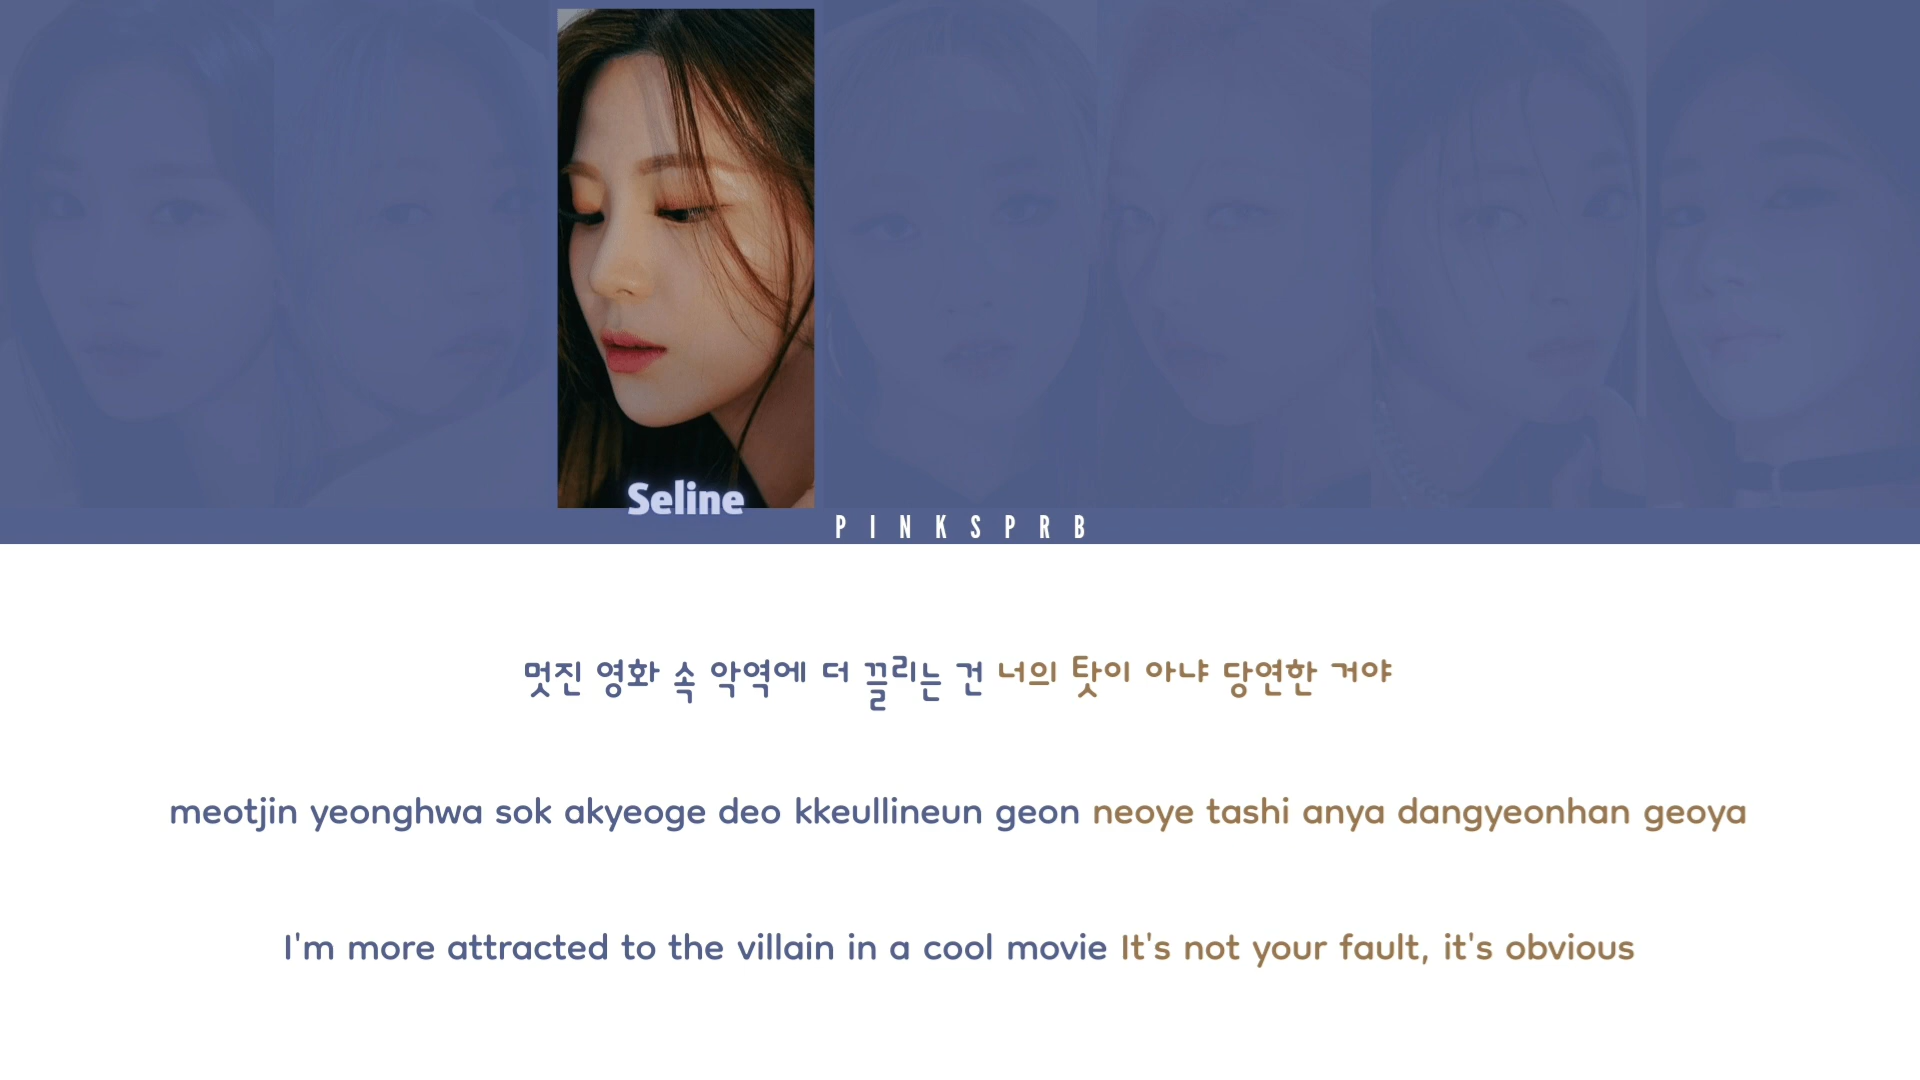 Seline
PINKSPRB
멋진 영화 속 악역에 더 끌리는 건 너의 탓이 아냐 당연한 거야
meotjin yeonghwa sok akyeoge deo kkeullineun geon neoye tashi anya dangyeonhan geoya
I'm more attracted to the villain in a cool movie It's not your fault, it's obvious